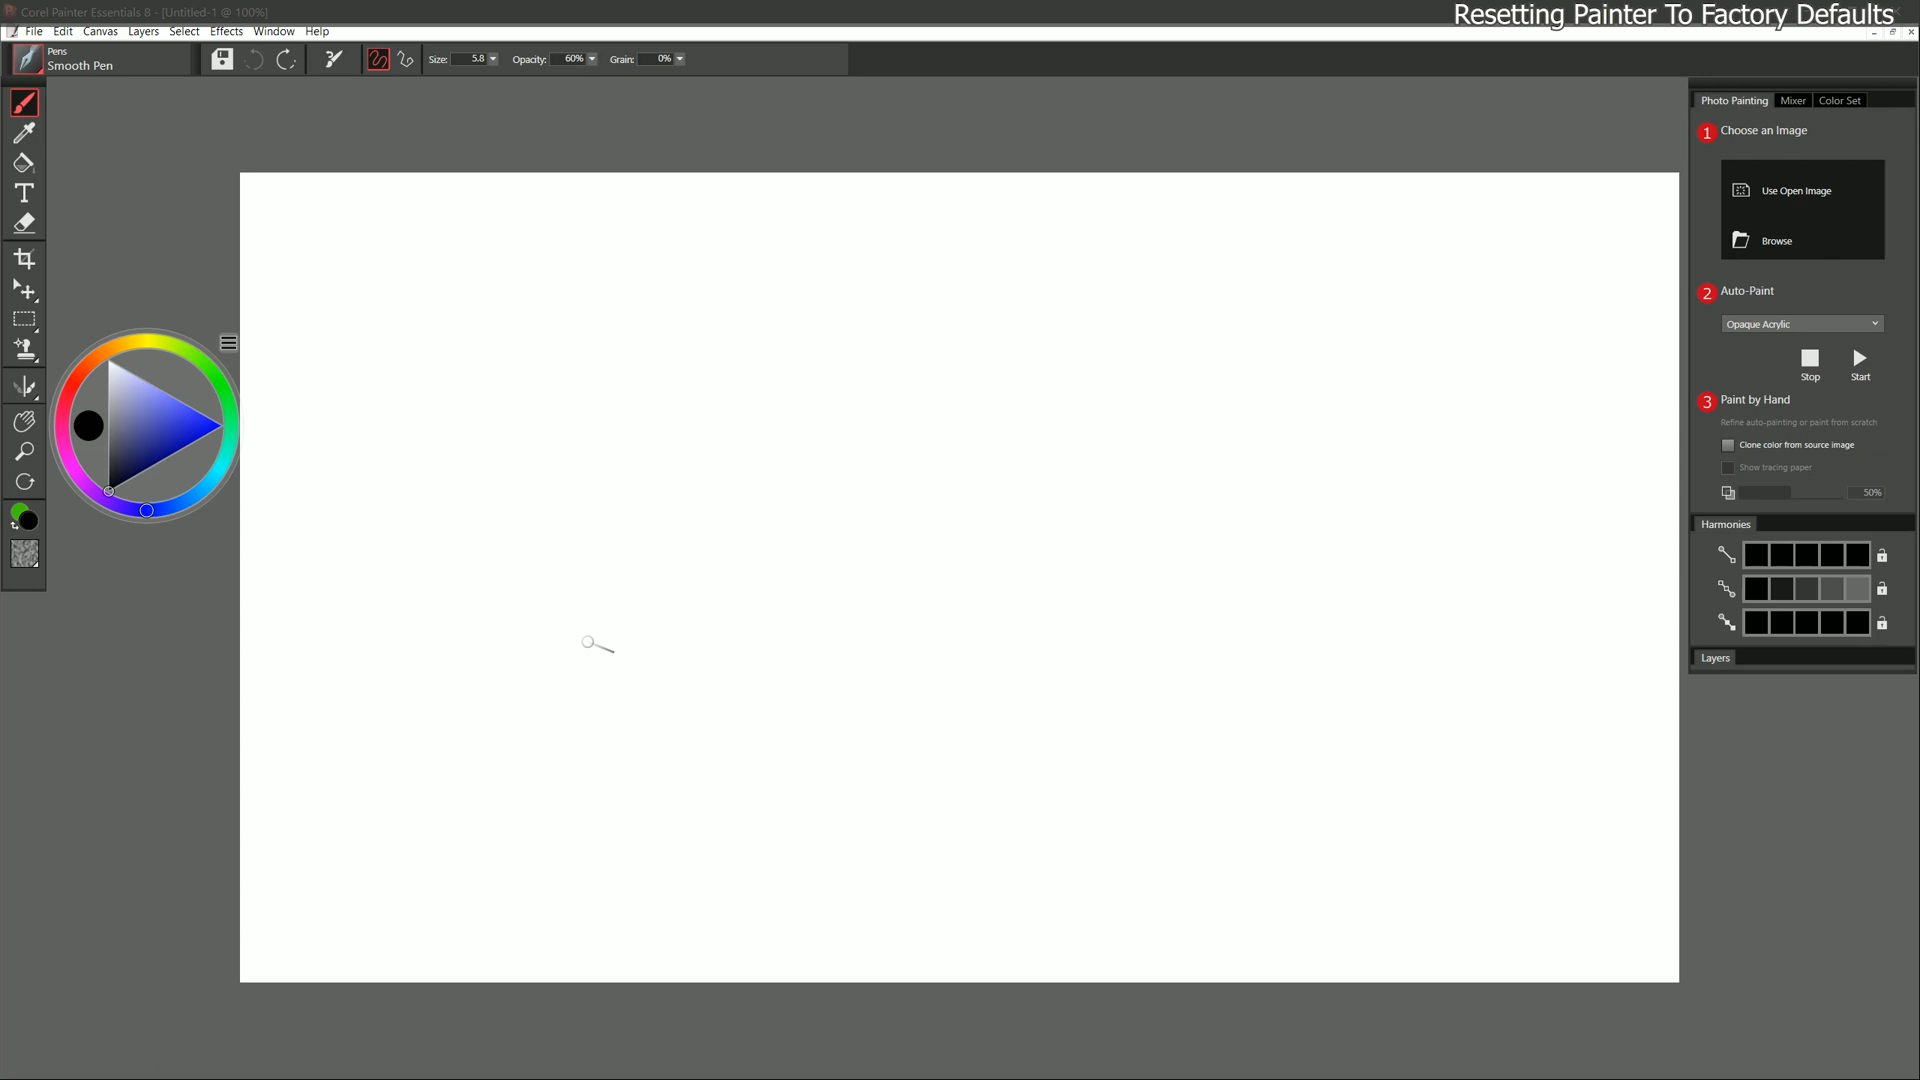 Corel Painter Essentials 8 - [Untitled-1 @ 100%]
Resetting Painter To Factory Defaults
File Edit Canvas Layers Select Effects Window Help
Pens
Smooth Pen
Size: 5.8 Opacity: 60% Grain: 0%
Photo Painting Mixer Color Set
1 Choose an Image
Use Open Image
Browse
2 Auto-Paint
Opaque Acrylic
Stop Start
3 Paint by Hand
Refine auto-painting or paint from scratch
Clone color from source image
Show tracing paper
50%
Harmonies
Layers